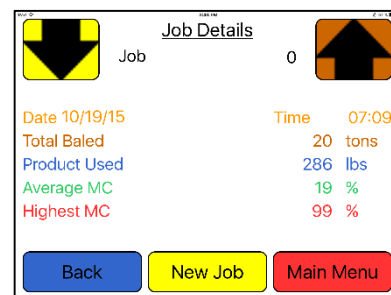 Job Details
Job 0
Date 10/19/15 Time 07:09
Total Baled 20 tons
Product Used 286 lbs
Average MC 19 %
Highest MC 99 %
Back New Job Main Menu